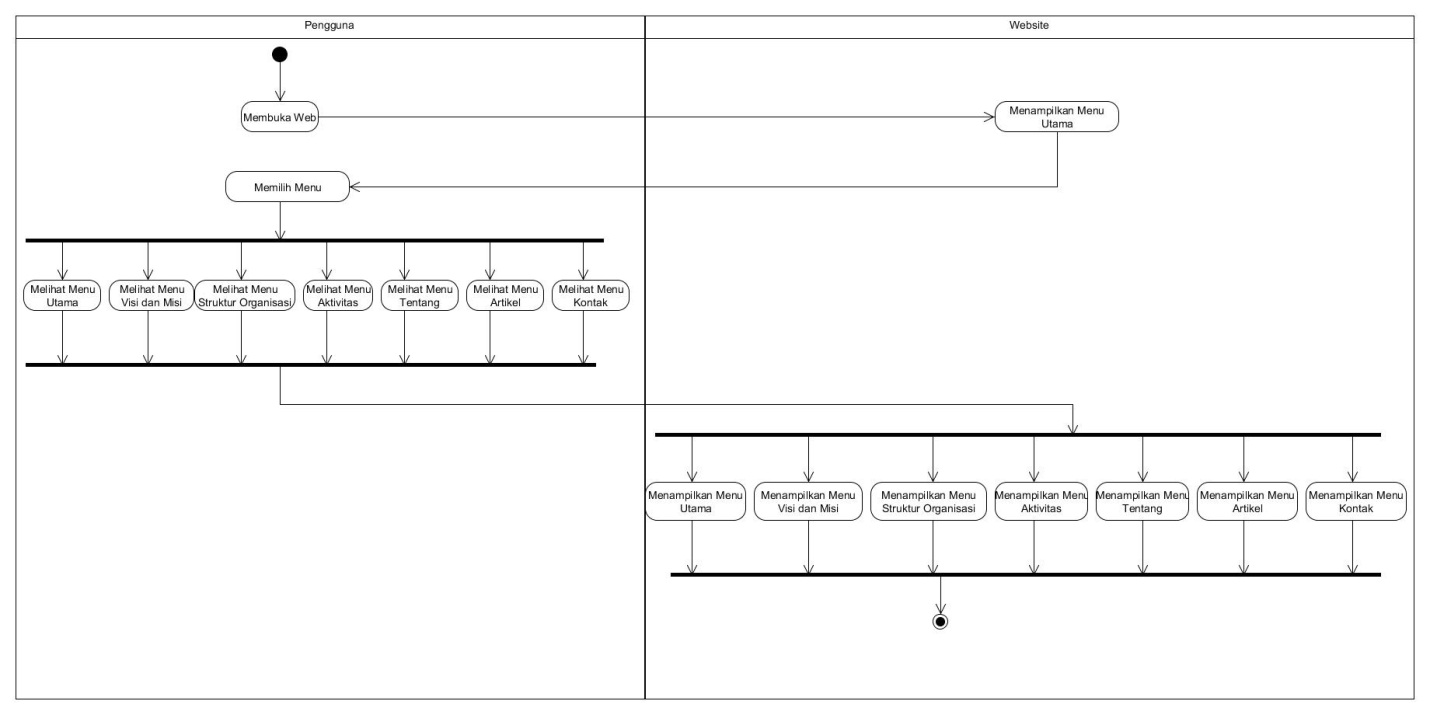 Pengguna
Website
Membuka Web
Menampilkan Menu
Utama
Memilih Menu
Melihat Menu
Utama
Melihat Menu
Visi dan Misi
Melihat Menu
Struktur Organisasi
Melihat Menu
Aktivitas
Melihat Menu
Tentang
Melihat Menu
Artikel
Melihat Menu
Kontak
Menampilkan Menu
Utama
Menampilkan Menu
Visi dan Misi
Menampilkan Menu
Struktur Organisasi
Menampilkan Menu
Aktivitas
Menampilkan Menu
Tentang
Menampilkan Menu
Artikel
Menampilkan Menu
Kontak